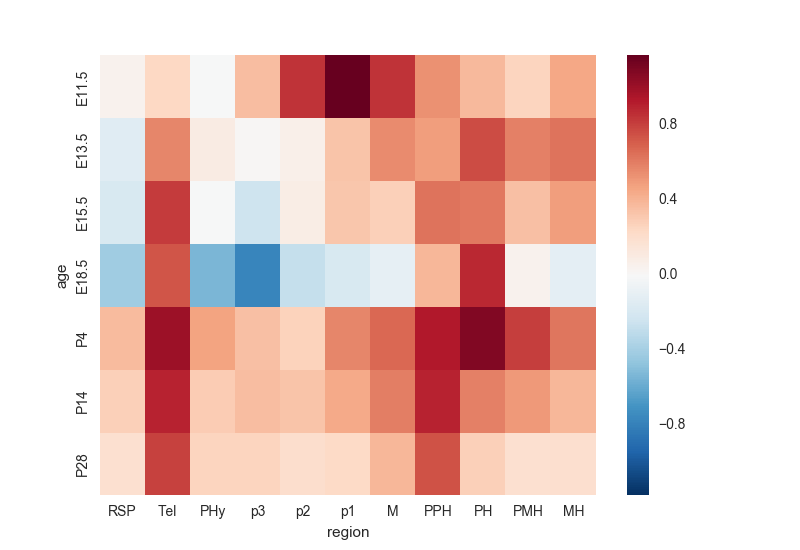 E11.5
E13.5
E15.5
E18.5
P4
P14
P28
age
RSP Tel PHy p3 p2 p1 M PPH PH PMH MH
region
0.8
0.4
0.0
−0.4
−0.8